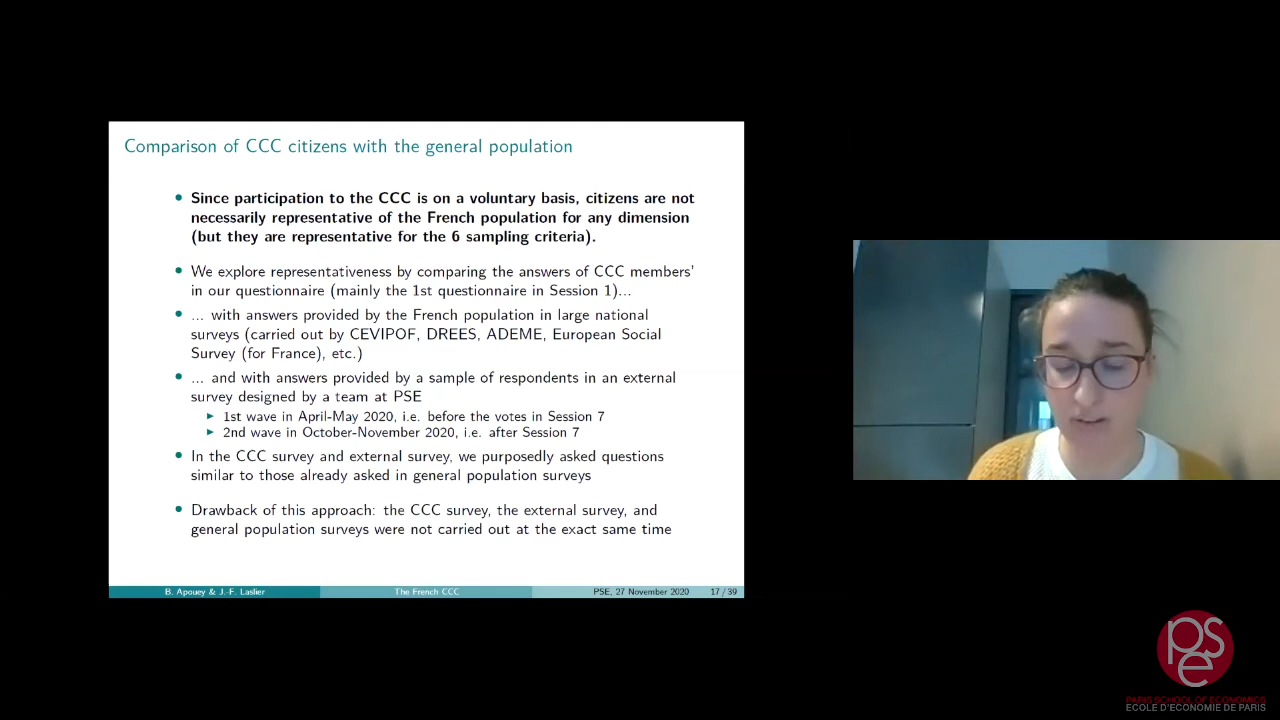 Comparison of CCC citizens with the general population
• Since participation to the CCC is on a voluntary basis, citizens are not
necessarily representative of the French population for any dimension
(but they are representative for the 6 sampling criteria).
• We explore representativeness by comparing the answers of CCC members'
in our questionnaire (mainly the 1st questionnaire in Session 1)...
• ... with answers provided by the French population in large national
surveys (carried out by CEVIPOF, DREES, ADEME, European Social
Survey (for France), etc.)
• ... and with answers provided by a sample of respondents in an external
survey designed by a team at PSE
► 1st wave in April-May 2020, i.e. before the votes in Session 7
► 2nd wave in October-November 2020, i.e. after Session 7
• In the CCC survey and external survey, we purposedly asked questions
similar to those already asked in general population surveys
• Drawback of this approach: the CCC survey, the external survey, and
general population surveys were not carried out at the exact same time
B. Apouey & J.-F. Laslier The French CCC PSE, 27 November 2020 17 / 39
pse
PARIS SCHOOL OF ECONOMICS
ECOLE D'ECONOMIE DE PARIS